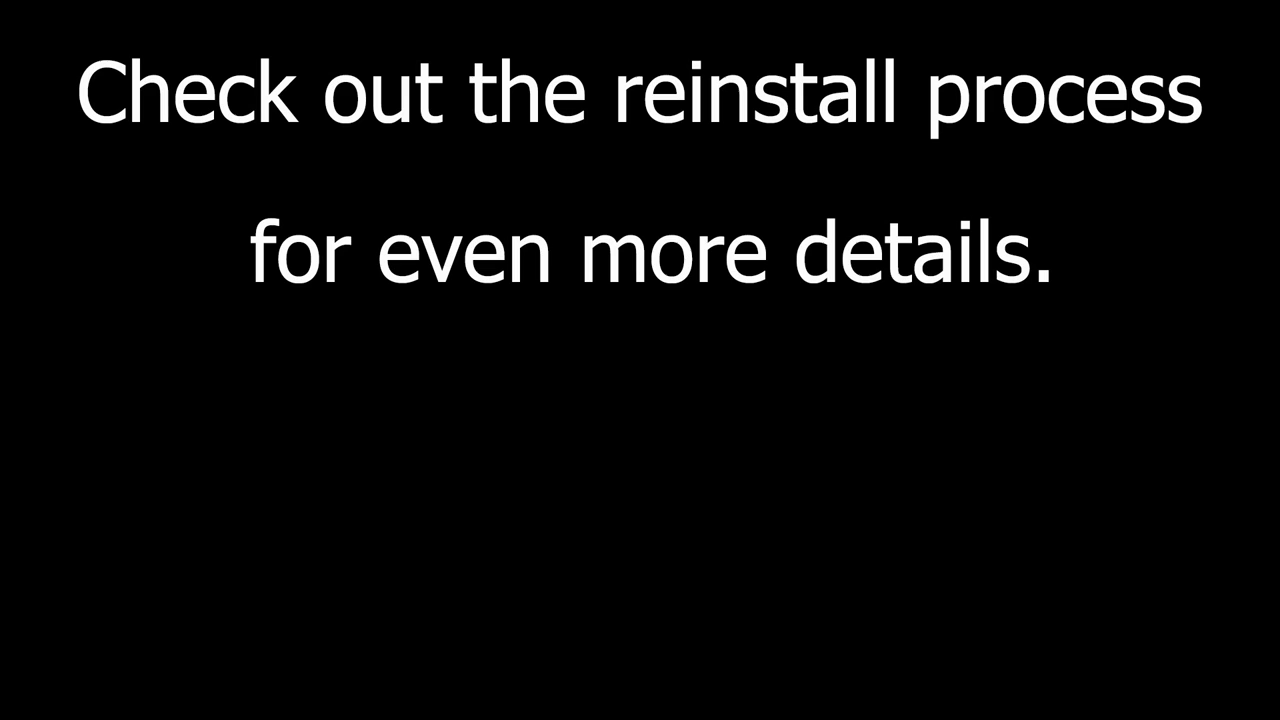 Check out the reinstall process
for even more details.